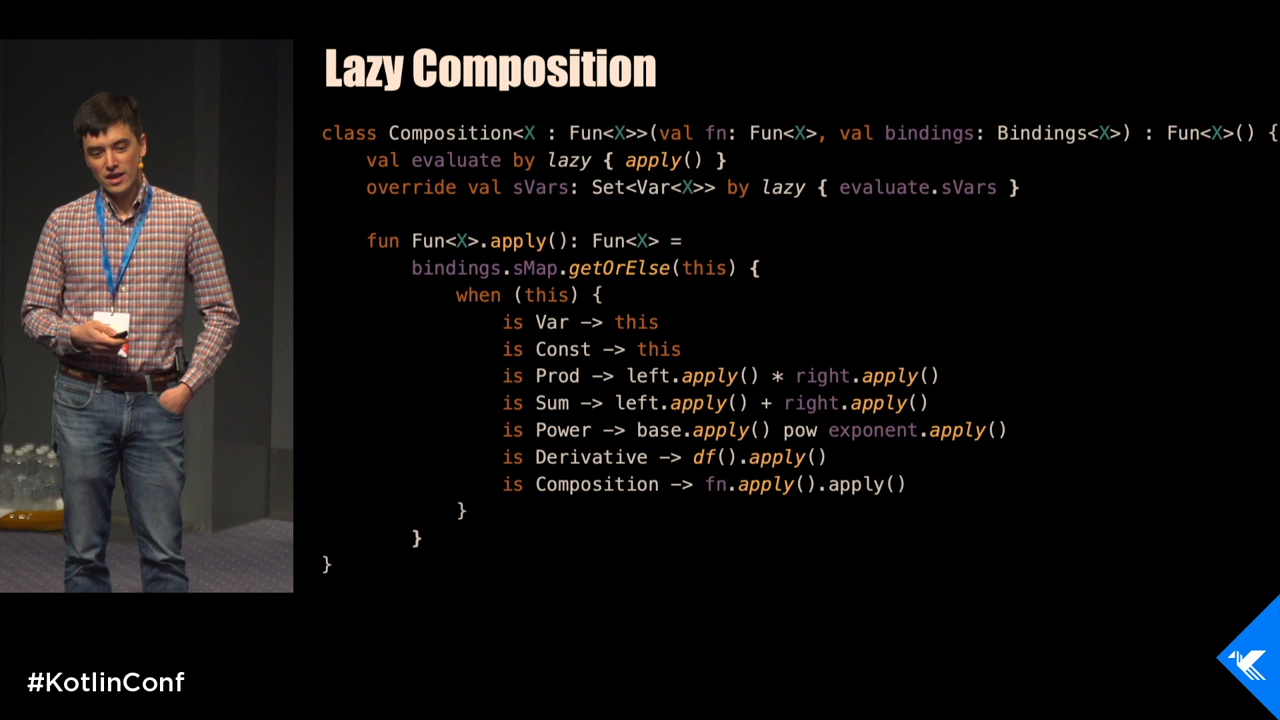 Lazy Composition
class Composition<X : Fun<X>>(val fn: Fun<X>, val bindings: Bindings<X>) : Fun<X>() {
    val evaluate by lazy { apply() }
    override val sVars: Set<Var<X>> by lazy { evaluate.sVars }
    fun Fun<X>.apply(): Fun<X> =
        bindings.sMap.getOrElse(this) {
            when (this) {
                is Var -> this
                is Const -> this
                is Prod -> left.apply() * right.apply()
                is Sum -> left.apply() + right.apply()
                is Power -> base.apply() pow exponent.apply()
                is Derivative -> df().apply()
                is Composition -> fn.apply().apply()
            }
        }
}
#KotlinConf